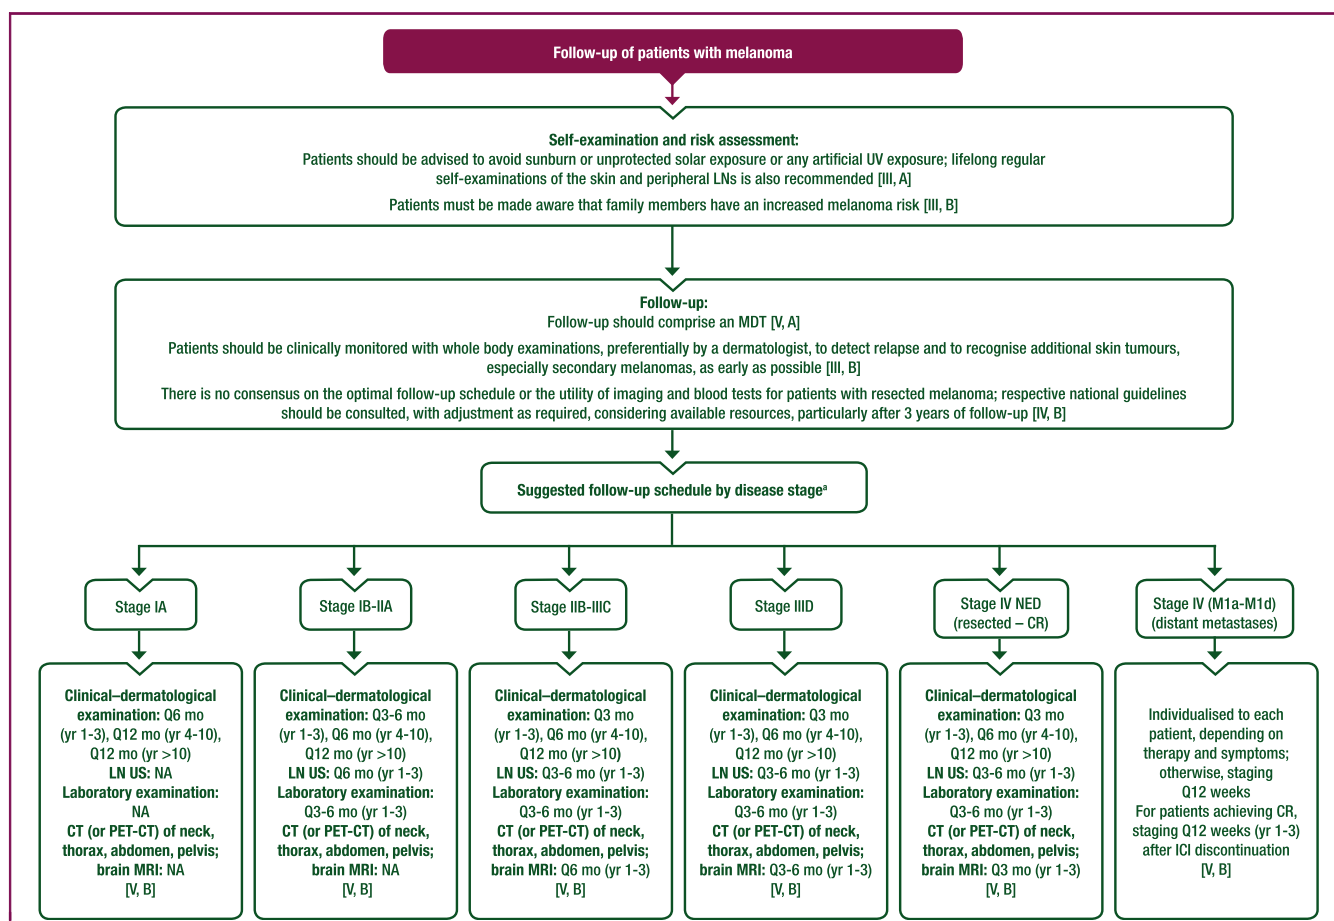 Follow-up of patients with melanoma
Self-examination and risk assessment:
Patients should be advised to avoid sunburn or unprotected solar exposure or any artificial UV exposure; lifelong regular
self-examinations of the skin and peripheral LNs is also recommended [III, A]
Patients must be made aware that family members have an increased melanoma risk [III, B]
Follow-up:
Follow-up should comprise an MDT [V, A]
Patients should be clinically monitored with whole body examinations, preferentially by a dermatologist, to detect relapse and to recognise additional skin tumours,
especially secondary melanomas, as early as possible [III, B]
There is no consensus on the optimal follow-up schedule or the utility of imaging and blood tests for patients with resected melanoma; respective national guidelines
should be consulted, with adjustment as required, considering available resources, particularly after 3 years of follow-up [IV, B]
Suggested follow-up schedule by disease stageᵃ
Stage IA
Clinical–dermatological
examination: Q6 mo
(yr 1-3), Q12 mo (yr 4-10),
Q12 mo (yr >10)
LN US: NA
Laboratory examination:
NA
CT (or PET-CT) of neck,
thorax, abdomen, pelvis;
brain MRI: NA
[V, B]
Stage IB-IIA
Clinical–dermatological
examination: Q3-6 mo
(yr 1-3), Q6 mo (yr 4-10),
Q12 mo (yr >10)
LN US: Q6 mo (yr 1-3)
Laboratory examination:
Q3-6 mo (yr 1-3)
CT (or PET-CT) of neck,
thorax, abdomen, pelvis;
brain MRI: NA
[V, B]
Stage IIB-IIIC
Clinical–dermatological
examination: Q3 mo
(yr 1-3), Q6 mo (yr 4-10),
Q12 mo (yr >10)
LN US: Q3-6 mo (yr 1-3)
Laboratory examination:
Q3-6 mo (yr 1-3)
CT (or PET-CT) of neck,
thorax, abdomen, pelvis;
brain MRI: Q6 mo (yr 1-3)
[V, B]
Stage IIID
Clinical–dermatological
examination: Q3 mo
(yr 1-3), Q6 mo (yr 4-10),
Q12 mo (yr >10)
LN US: Q3-6 mo (yr 1-3)
Laboratory examination:
Q3-6 mo (yr 1-3)
CT (or PET-CT) of neck,
thorax, abdomen, pelvis;
brain MRI: Q3-6 mo (yr 1-3)
[V, B]
Stage IV NED
(resected – CR)
Clinical–dermatological
examination: Q3 mo
(yr 1-3), Q6 mo (yr 4-10),
Q12 mo (yr >10)
LN US: Q3-6 mo (yr 1-3)
Laboratory examination:
Q3-6 mo (yr 1-3)
CT (or PET-CT) of neck,
thorax, abdomen, pelvis;
brain MRI: Q3 mo (yr 1-3)
[V, B]
Stage IV (M1a-M1d)
(distant metastases)
Individualised to each
patient, depending on
therapy and symptoms;
otherwise, staging
Q12 weeks
For patients achieving CR,
staging Q12 weeks (yr 1-3)
after ICI discontinuation
[V, B]